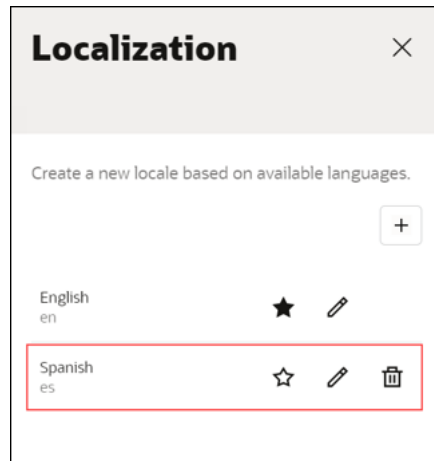 Localization
Create a new locale based on available languages.
English
en
Spanish
es